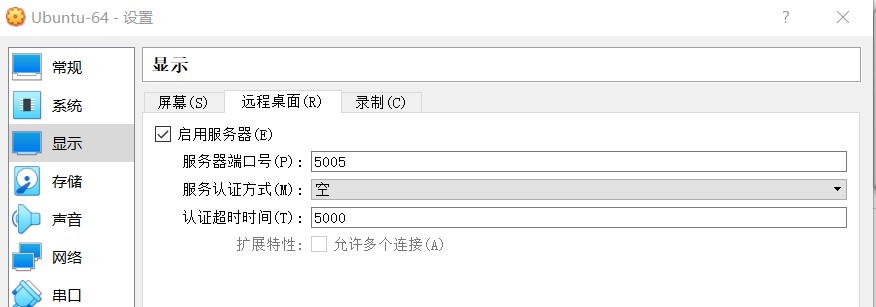 Ubuntu-64 - 设置
常规
系统
显示
存储
声音
网络
串口
显示
屏幕(S) 远程桌面(R) 录制(C)
启用服务器(E)
服务器端口号(P): 5005
服务认证方式(M): 空
认证超时时间(T): 5000
扩展特性: 允许多个连接(A)